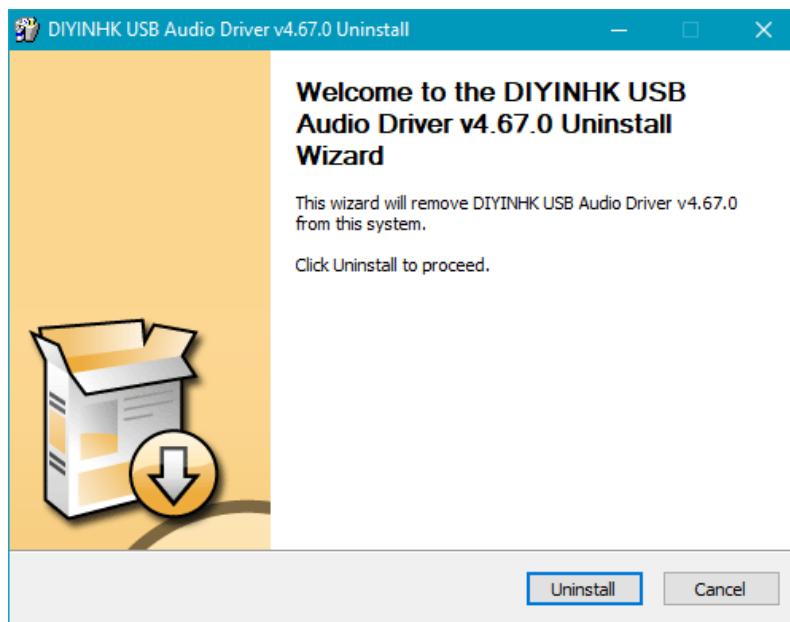 DIYINHK USB Audio Driver v4.67.0 Uninstall
Welcome to the DIYINHK USB
Audio Driver v4.67.0 Uninstall
Wizard
This wizard will remove DIYINHK USB Audio Driver v4.67.0
from this system.
Click Uninstall to proceed.
Uninstall
Cancel